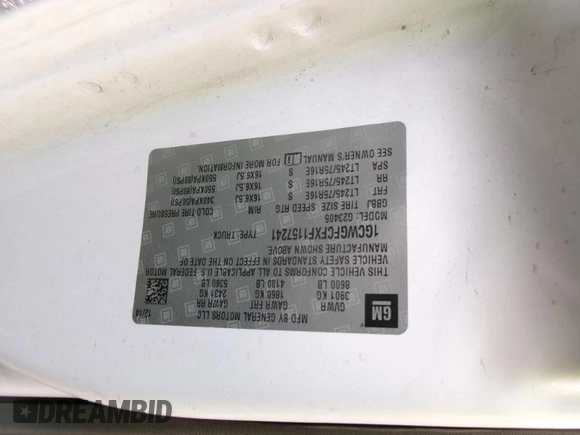 GM
MFD BY GENERAL MOTORS LLC
12/14
GVWR GAWR FRT GAWR RR
3901 KG 1860 KG 2431 KG
8600 LB 4100 LB 5360 LB
THIS VEHICLE CONFORMS TO ALL APPLICABLE U.S. FEDERAL MOTOR
VEHICLE SAFETY STANDARDS IN EFFECT ON THE DATE OF
MANUFACTURE SHOWN ABOVE.
1GCWGFCFXF1157241 TYPE: TRUCK
MODEL: G23405
GBBJ TIRE SIZE SPEED RTG RIM COLD TIRE PRESSURE
FRT LT245/75R16E S 16X6.5J 340KPA(50PSI)
RR LT245/75R16E S 16X6.5J 550KPA(80PSI)
SPA LT245/75R16E S 16X6.5J 550KPA(80PSI)
SEE OWNER'S MANUAL FOR MORE INFORMATION
DREAMBID